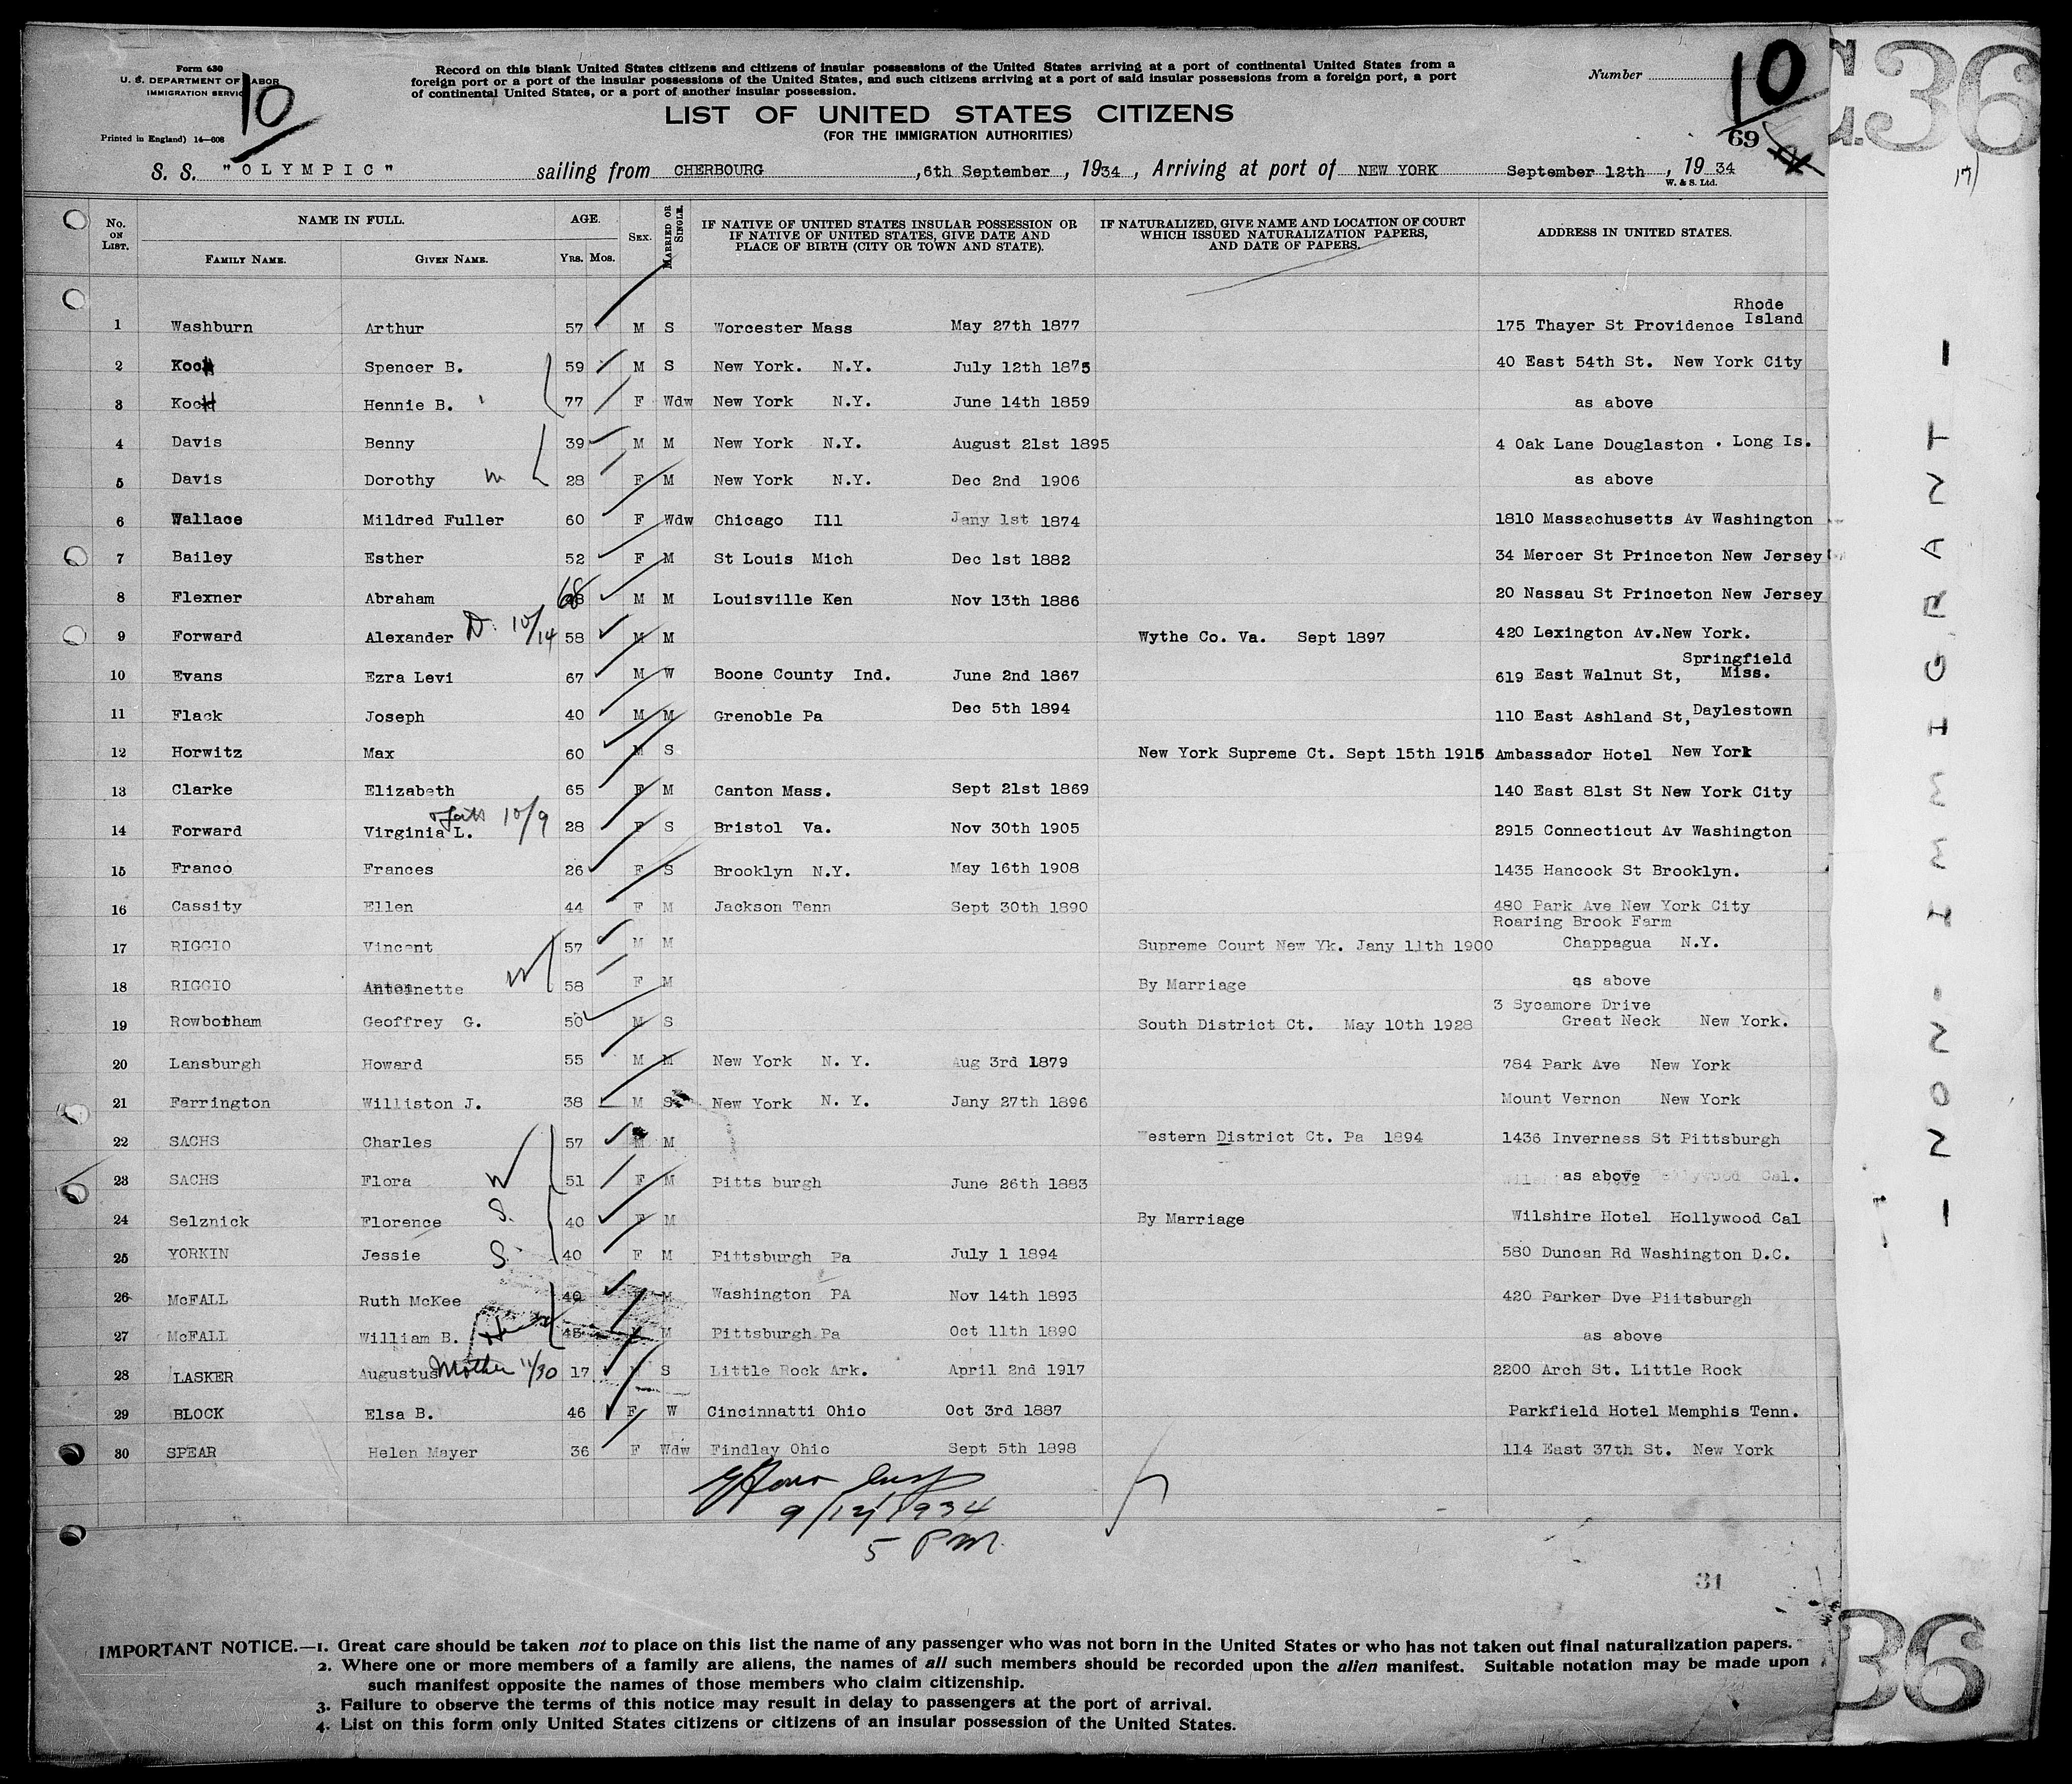 Form 630
U. S. DEPARTMENT OF LABOR
IMMIGRATION SERVICE
10
Printed in England) 14—608
Record on this blank United States citizens and citizens of insular possessions of the United States arriving at a port of continental United States from a
foreign port or a port of the insular possessions of the United States, and such citizens arriving at a port of said insular possessions from a foreign port, a port
of continental United States, or a port of another insular possession.
Number
10
69
36
LIST OF UNITED STATES CITIZENS
(FOR THE IMMIGRATION AUTHORITIES)
S. S. "OLYMPIC" sailing from CHERBOURG ,6th September , 1934 , Arriving at port of NEW YORK September 12th , 19 34
W. & S. Ltd.
No. ON LIST. NAME IN FULL. FAMILY NAME. GIVEN NAME. AGE. YRS. MOS. SEX. MARRIED OR SINGLE. IF NATIVE OF UNITED STATES INSULAR POSSESSION OR IF NATIVE OF UNITED STATES, GIVE DATE AND PLACE OF BIRTH (CITY OR TOWN AND STATE). IF NATURALIZED, GIVE NAME AND LOCATION OF COURT WHICH ISSUED NATURALIZATION PAPERS, AND DATE OF PAPERS. ADDRESS IN UNITED STATES.
1 Washburn Arthur 57 M S Worcester Mass May 27th 1877 175 Thayer St Providence Rhode Island
2 Koch Spencer B. 59 M S New York. N.Y. July 12th 1875 40 East 54th St. New York City
3 Koch Hennie B. 77 F Wdw New York N.Y. June 14th 1859 as above
4 Davis Benny 39 M M New York N.Y. August 21st 1895 4 Oak Lane Douglaston . Long Is.
5 Davis Dorothy W 28 F M New York N.Y. Dec 2nd 1906 as above
6 Wallace Mildred Fuller 60 F Wdw Chicago Ill Jany 1st 1874 1810 Massachusetts Av Washington
7 Bailey Esther 52 F M St Louis Mich Dec 1st 1882 34 Mercer St Princeton New Jersey
8 Flexner Abraham 68 M M Louisville Ken Nov 13th 1886 20 Nassau St Princeton New Jersey
9 Forward Alexander D. 10/14 58 M M Wythe Co. Va. Sept 1897 420 Lexington Av.New York.
10 Evans Ezra Levi 67 M W Boone County Ind. June 2nd 1867 619 East Walnut St, Springfield Miss.
11 Flack Joseph 40 M M Grenoble Pa Dec 5th 1894 110 East Ashland St, Daylestown
12 Horwitz Max 60 M S New York Supreme Ct. Sept 15th 1915 Ambassador Hotel New York
13 Clarke Elizabeth 65 F M Canton Mass. Sept 21st 1869 140 East 81st St New York City
14 Forward Virginia L. 10/9 28 F S Bristol Va. Nov 30th 1905 2915 Connecticut Av Washington
15 Franco Frances 26 F S Brooklyn N.Y. May 16th 1908 1435 Hancock St Brooklyn.
16 Cassity Ellen 44 F M Jackson Tenn Sept 30th 1890 480 Park Ave New York City
17 RIGGIO Vincent 57 M M Supreme Court New Yk. Jany 11th 1900 Roaring Brook Farm Chappagua N.Y.
18 RIGGIO Antoinette W 58 F M By Marriage as above
19 Rowbotham Geoffrey G. 50 M S South District Ct. May 10th 1928 3 Sycamore Drive Great Neck New York.
20 Lansburgh Howard 55 M M New York N. Y. Aug 3rd 1879 784 Park Ave New York
21 Farrington Williston J. 38 M S New York N. Y. Jany 27th 1896 Mount Vernon New York
22 SACHS Charles 57 M M Western District Ct. Pa 1894 1436 Inverness St Pittsburgh
23 SACHS Flora W 51 F M Pitts burgh June 26th 1883 as above Cal.
24 Selznick Florence S. 40 F M By Marriage Wilshire Hotel Hollywood Cal
25 YORKIN Jessie S. 40 F M Pittsburgh Pa July 1 1894 580 Duncan Rd Washington D.C.
26 McFALL Ruth McKee 40 M Washington PA Nov 14th 1893 420 Parker Dve Piitsburgh
27 McFALL William B. 43 M Pittsburgh Pa Oct 11th 1890 as above
28 LASKER Augustus Mother 11/30 17 S Little Rock Ark. April 2nd 1917 2200 Arch St. Little Rock
29 BLOCK Elsa B. 46 F W Cincinnatti Ohio Oct 3rd 1887 Parkfield Hotel Memphis Tenn.
30 SPEAR Helen Mayer 36 F Wdw Findlay Ohio Sept 5th 1898 114 East 37th St. New York
9/12/1934
5 PM.
31
IMPORTANT NOTICE.—1. Great care should be taken not to place on this list the name of any passenger who was not born in the United States or who has not taken out final naturalization papers.
2. Where one or more members of a family are aliens, the names of all such members should be recorded upon the alien manifest. Suitable notation may be made upon
such manifest opposite the names of those members who claim citizenship.
3. Failure to observe the terms of this notice may result in delay to passengers at the port of arrival.
4. List on this form only United States citizens or citizens of an insular possession of the United States.
- NON-IMMIGRANT -
36